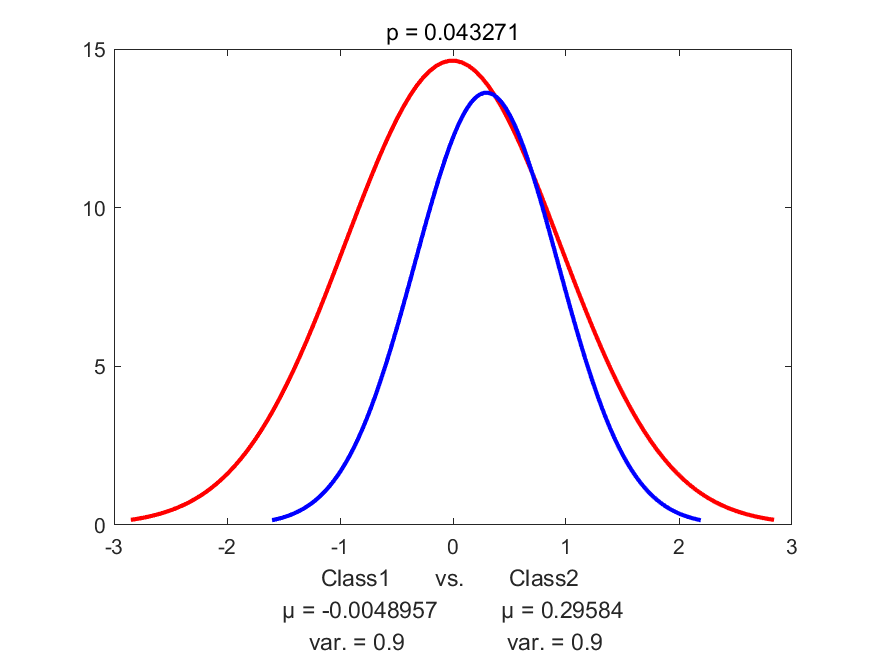 p = 0.043271
15
10
5
0
-3 -2 -1 0 1 2 3
Class1 vs. Class2
μ = -0.0048957 μ = 0.29584
var. = 0.9 var. = 0.9